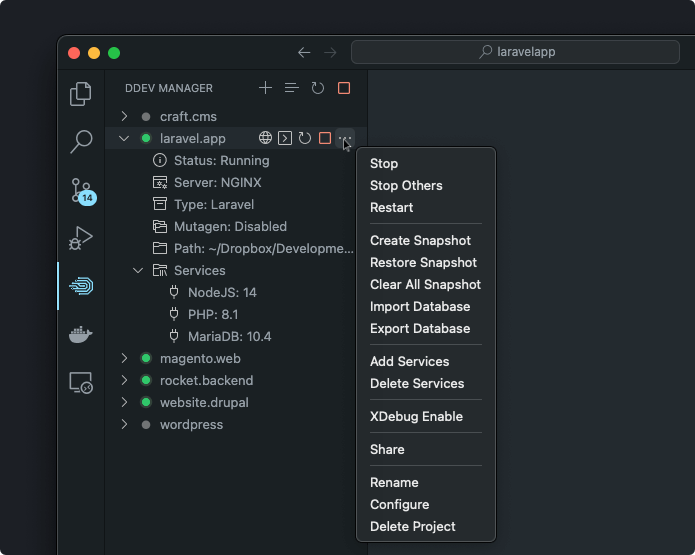 laravelapp
DDEV MANAGER
craft.cms
laravel.app
Status: Running
Server: NGINX
Type: Laravel
Mutagen: Disabled
Path: ~/Dropbox/Developme...
Services
NodeJS: 14
PHP: 8.1
MariaDB: 10.4
magento.web
rocket.backend
website.drupal
wordpress
14
Stop
Stop Others
Restart
Create Snapshot
Restore Snapshot
Clear All Snapshot
Import Database
Export Database
Add Services
Delete Services
XDebug Enable
Share
Rename
Configure
Delete Project